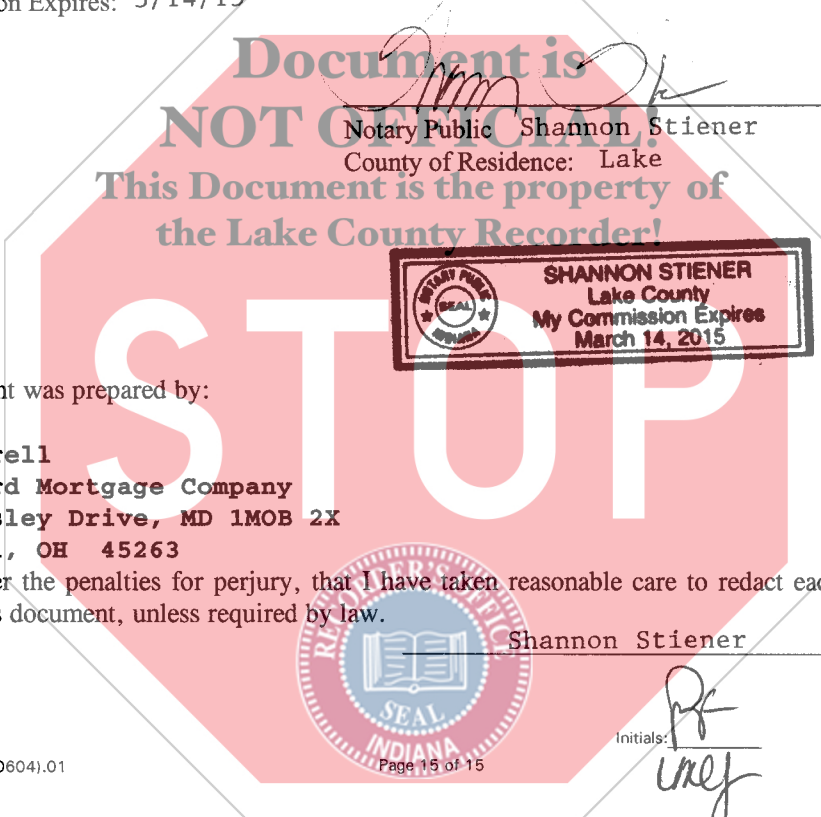 on Expires: 3/14/15
Document is
NOT OFFICIAL!
Notary Public Shannon Stiener
County of Residence: Lake
This Document is the property of
the Lake County Recorder!
NOTARY PUBLIC
SEAL
INDIANA
SHANNON STIENER
Lake County
My Commission Expires
March 14, 2015
STOP
nt was prepared by:
rell
rd Mortgage Company
sley Drive, MD 1MOB 2X
, OH 45263
er the penalties for perjury, that I have taken reasonable care to redact eac
s document, unless required by law.
Shannon Stiener
RECORDER'S OFFICE
SEAL
INDIANA
Initials:
0604).01
Page 15 of 15